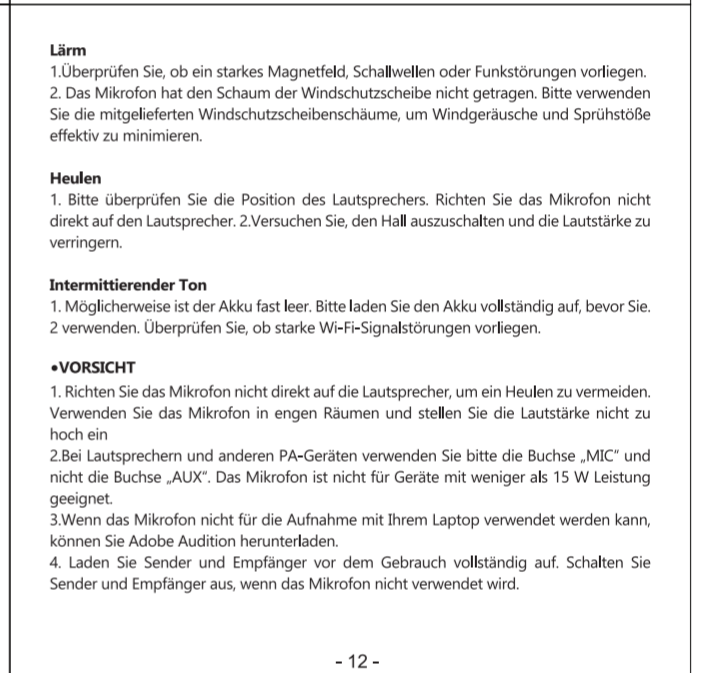 Lärm
1.Überprüfen Sie, ob ein starkes Magnetfeld, Schallwellen oder Funkstörungen vorliegen.
2. Das Mikrofon hat den Schaum der Windschutzscheibe nicht getragen. Bitte verwenden
Sie die mitgelieferten Windschutzscheibenschäume, um Windgeräusche und Sprühstöße
effektiv zu minimieren.
Heulen
1. Bitte überprüfen Sie die Position des Lautsprechers. Richten Sie das Mikrofon nicht
direkt auf den Lautsprecher. 2.Versuchen Sie, den Hall auszuschalten und die Lautstärke zu
verringern.
Intermittierender Ton
1. Möglicherweise ist der Akku fast leer. Bitte laden Sie den Akku vollständig auf, bevor Sie.
2 verwenden. Überprüfen Sie, ob starke Wi-Fi-Signalstörungen vorliegen.
•VORSICHT
1. Richten Sie das Mikrofon nicht direkt auf die Lautsprecher, um ein Heulen zu vermeiden.
Verwenden Sie das Mikrofon in engen Räumen und stellen Sie die Lautstärke nicht zu
hoch ein
2.Bei Lautsprechern und anderen PA-Geräten verwenden Sie bitte die Buchse „MIC" und
nicht die Buchse „AUX". Das Mikrofon ist nicht für Geräte mit weniger als 15 W Leistung
geeignet.
3.Wenn das Mikrofon nicht für die Aufnahme mit Ihrem Laptop verwendet werden kann,
können Sie Adobe Audition herunterladen.
4. Laden Sie Sender und Empfänger vor dem Gebrauch vollständig auf. Schalten Sie
Sender und Empfänger aus, wenn das Mikrofon nicht verwendet wird.
- 12 -